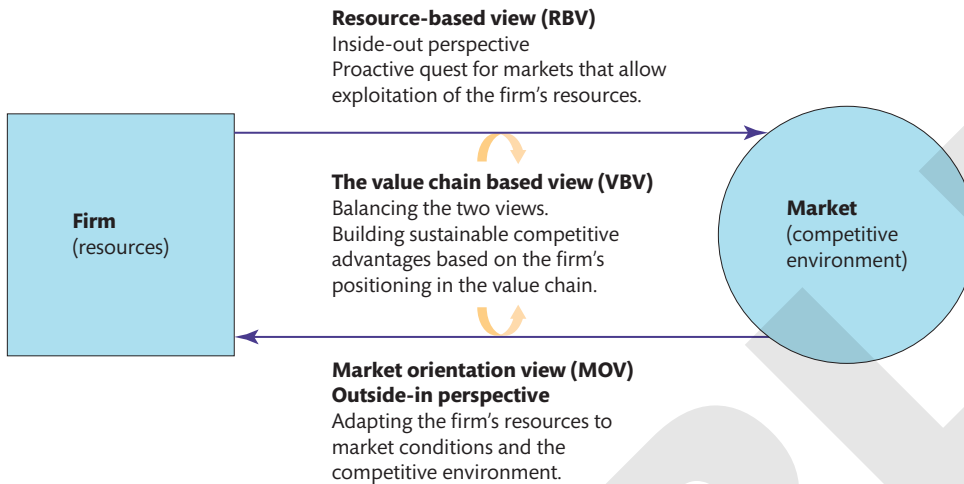 Resource-based view (RBV)
Inside-out perspective
Proactive quest for markets that allow
exploitation of the firm's resources.
Firm
(resources)
The value chain based view (VBV)
Balancing the two views.
Building sustainable competitive
advantages based on the firm's
positioning in the value chain.
Market
(competitive
environment)
Market orientation view (MOV)
Outside-in perspective
Adapting the firm's resources to
market conditions and the
competitive environment.